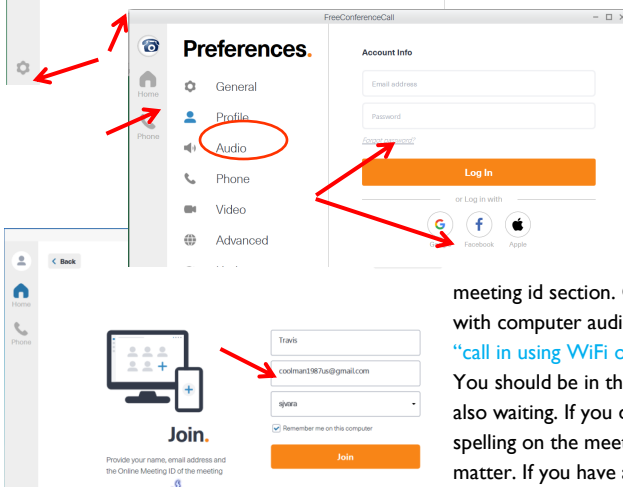 FreeConferenceCall
Preferences.
Home
Phone
General
Profile
Audio
Phone
Video
Advanced
Account Info
Email address
Password
Forgot password?
Log In
or Log in with
Facebook
Apple
Back
Home
Phone
Join.
Provide your name, email address and
the Online Meeting ID of the meeting
Travis
coolman1987us@gmail.com
sjvara
Remember me on this computer
Join
meeting id section.
with computer audi
“call in using WiFi o
You should be in th
also waiting. If you
spelling on the meet
matter. If you have a